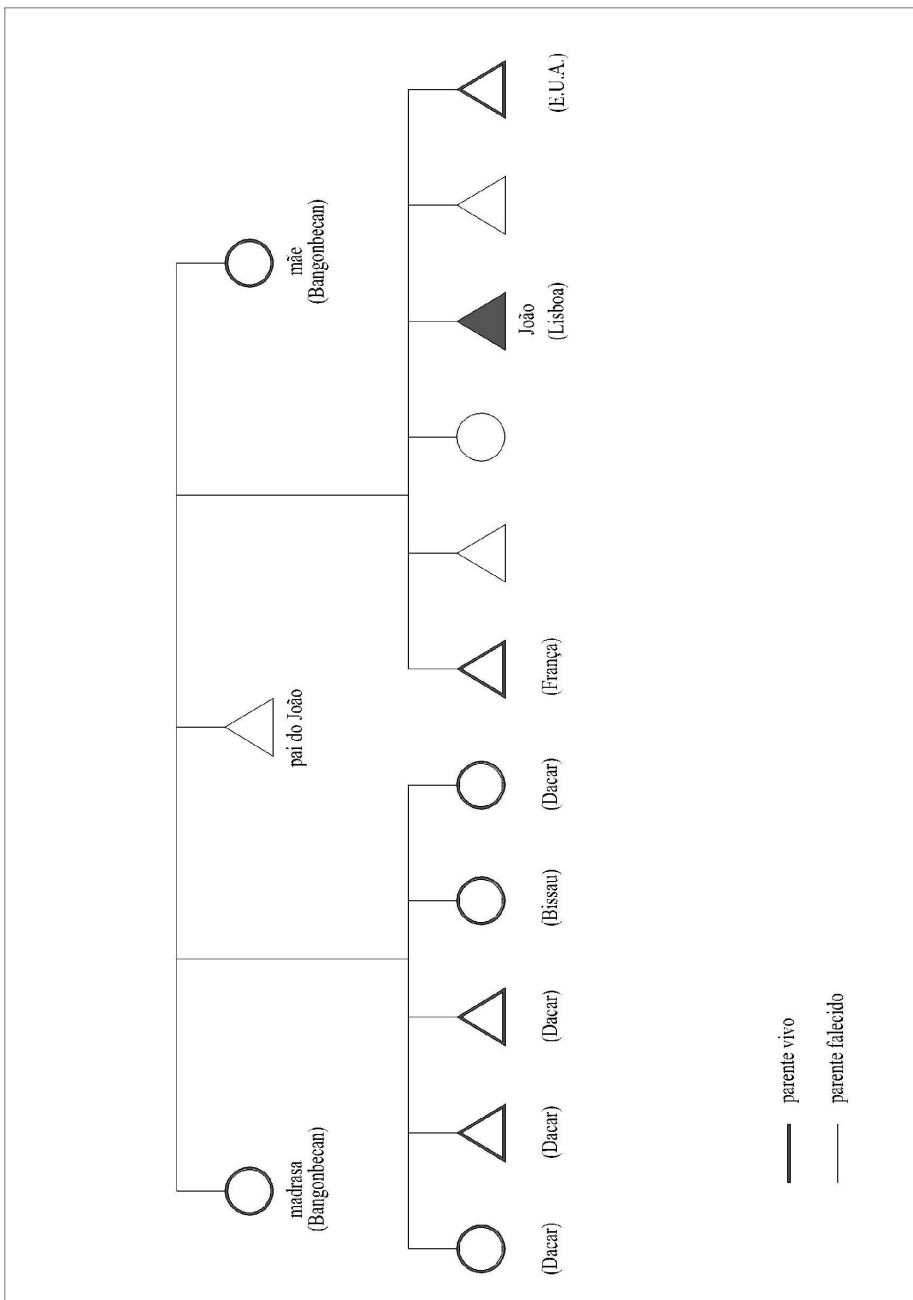 madrasa
(Bangonbecan)
pai do João
mãe
(Bangonbecan)
(Dacar)
(Dacar)
(Dacar)
(Bissau)
(Dacar)
(França)
João
(Lisboa)
(E.U.A.)
parente vivo
parente falecido